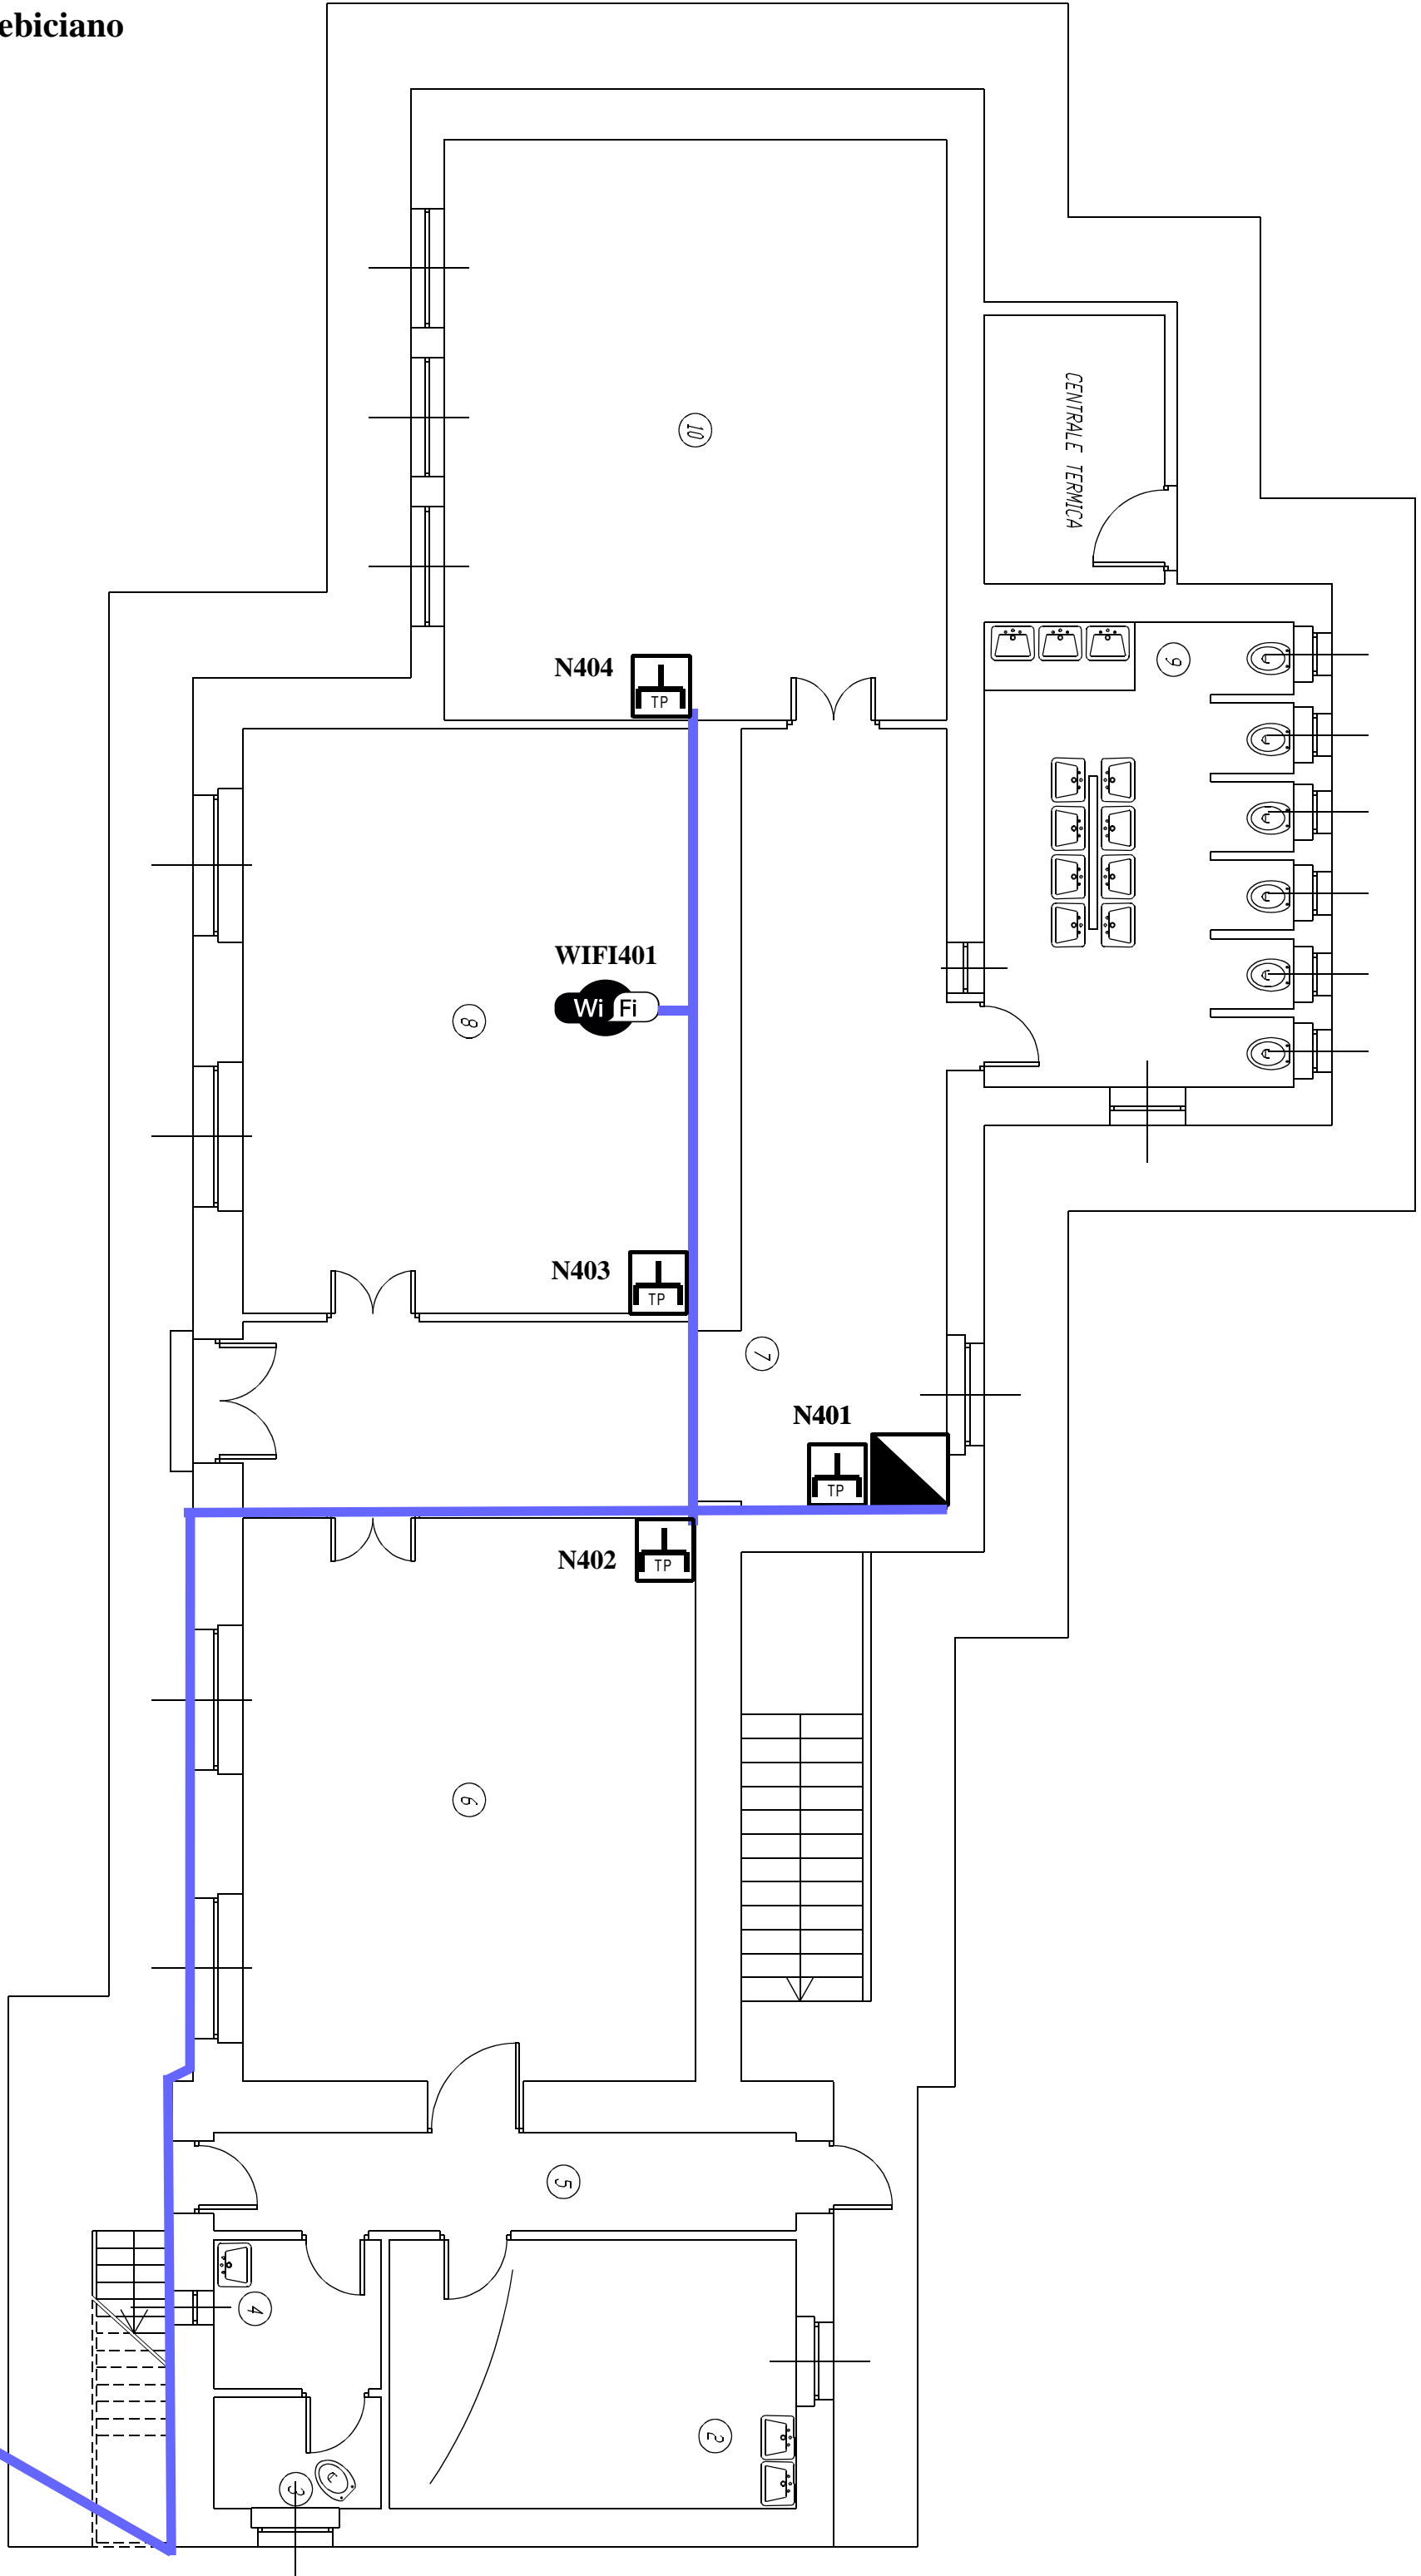 ebiciano
CENTRALE TERMICA
10
9
N404
TP
WIFI401
Wi Fi
8
N403
TP
7
N401
TP
N402
TP
6
5
4
2
3